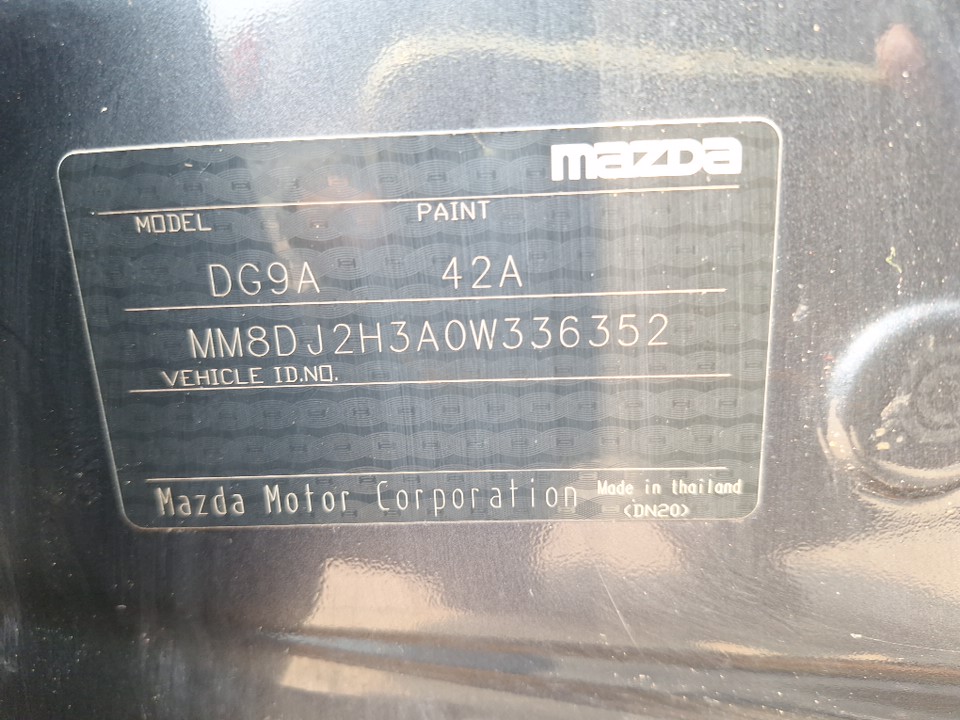 mazda
MODEL PAINT
DG9A 42A
MM8DJ2H3A0W336352
VEHICLE ID.NO.
Mazda Motor Corporation Made in thailand
<DN20>